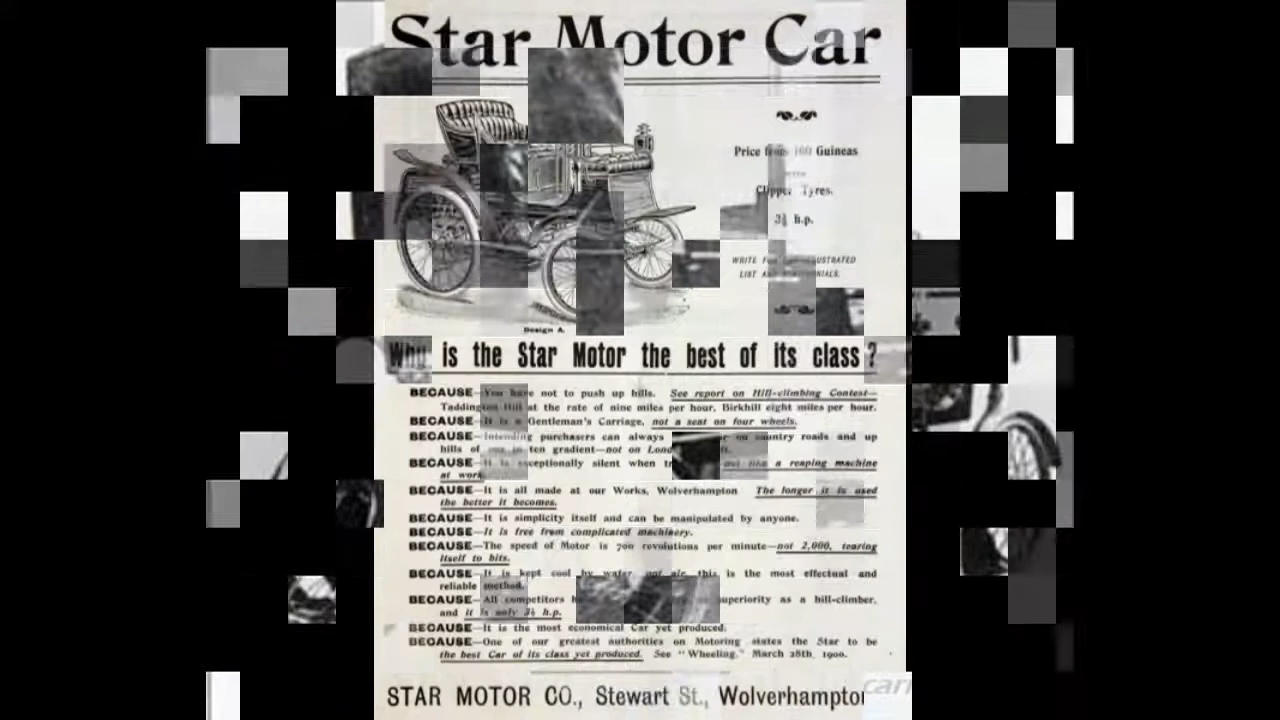 Star Motor Car
Price from 160 Guineas
WITH
Clipper Tyres.
3½ h.p.
WRITE ILLUSTRATED
LIST
Design A.
Why is the Star Motor the best of its class?
BECAUSE—You have not to push up hills. See report on Hill-climbing Contest—
Taddington Hill at the rate of nine miles per hour, Birkhill eight miles per hour.
BECAUSE—It is a Gentleman's Carriage, not a seat on four wheels.
BECAUSE—Intending purchasers can always on country roads and up
hills of one in ten gradient—not on
BECAUSE—It is exceptionally silent when not like a reaping machine
at work.
BECAUSE—It is all made at our Works, Wolverhampton The longer it is used
the better it becomes.
BECAUSE—It is simplicity itself and can be manipulated by anyone.
BECAUSE—It is free from complicated machinery.
BECAUSE—The speed of Motor is 700 revolutions per minute—not 2,000, tearing
itself to bits.
BECAUSE—It is kept cool by water, not air, this is the most effectual and
reliable method.
BECAUSE—All competitors superiority as a hill-climber,
and it is only 3½ h.p.
BECAUSE—It is the most economical Car yet produced.
BECAUSE—One of our greatest authorities on Motoring states the Star to be
the best Car of its class yet produced. See "Wheeling," March 28th, 1900.
STAR MOTOR CO., Stewart St., Wolverhampto